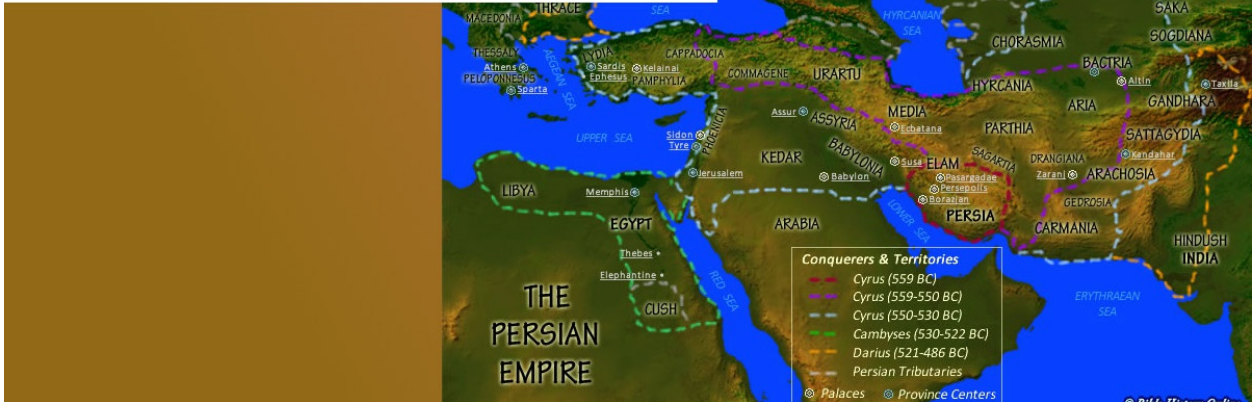 THRACE
SEA
MACEDONIA
HYRCANIAN
SEA
SAKA
SOGDIANA
CHORASMIA
THESSALY
LYDIA
CAPPADOCIA
BACTRIA
Athens
AEGEAN SEA
Sardis
Kelainai
Ephesus
PAMPHYLIA
COMMAGENE
URARTU
HYRCANIA
Altin
Taxila
PELOPONNESUS
Sparta
ARIA
GANDHARA
Assur
ASSYRIA
MEDIA
Ecbatana
PARTHIA
SATTAGYDIA
UPPER SEA
Sidon
Tyre
PHOENICIA
KEDAR
BABYLONIA
Susa
ELAM
SAGARTIA
DRANGIANA
Kandahar
Jerusalem
Babylon
Pasargadae
Zaranj
ARACHOSIA
LIBYA
Memphis
Persepolis
Borazjan
GEDROSIA
EGYPT
ARABIA
LOWER SEA
PERSIA
CARMANIA
HINDUSH
INDIA
Thebes
Elephantine
RED SEA
CUSH
ERYTHRAEAN
SEA
THE
PERSIAN
EMPIRE
Conquerers & Territories
Cyrus (559 BC)
Cyrus (559-550 BC)
Cyrus (550-530 BC)
Cambyses (530-522 BC)
Darius (521-486 BC)
Persian Tributaries
Palaces Province Centers